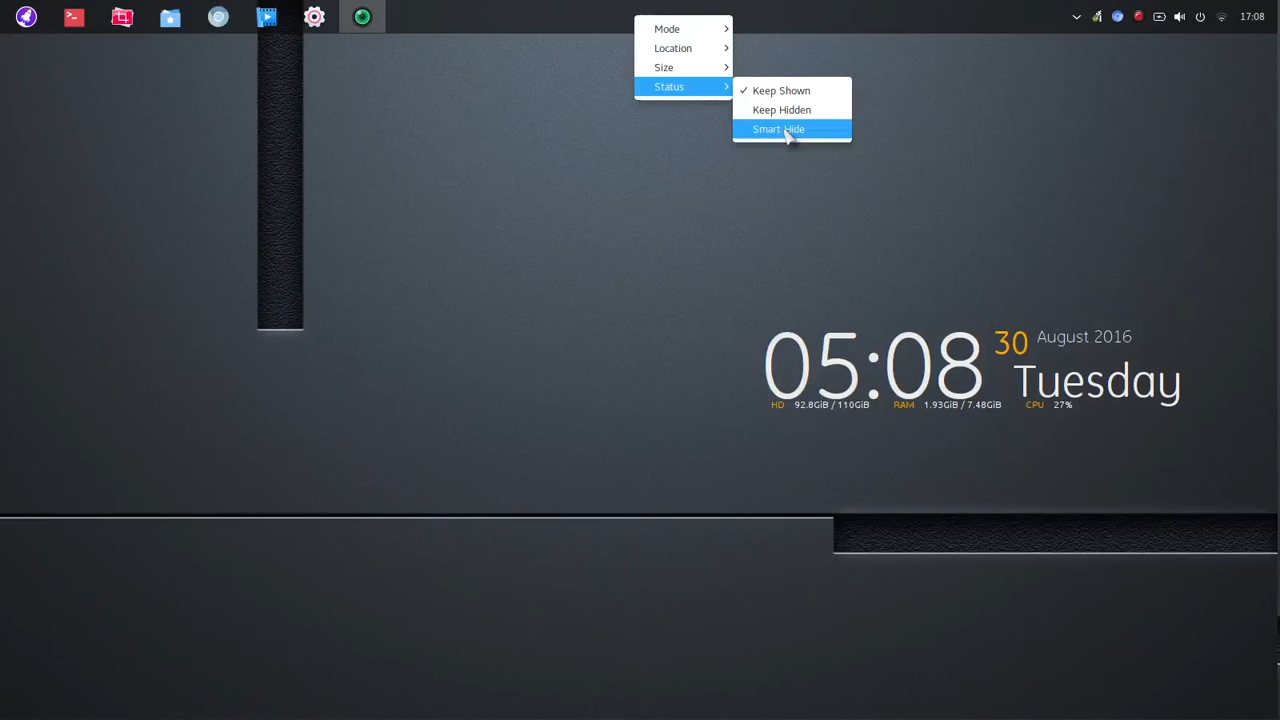 17:08
Mode
Location
Size
Status
Keep Shown
Keep Hidden
Smart Hide
05:08
30 August 2016
Tuesday
HD 92.8GiB / 110GiB RAM 1.93GiB / 7.48GiB CPU 27%